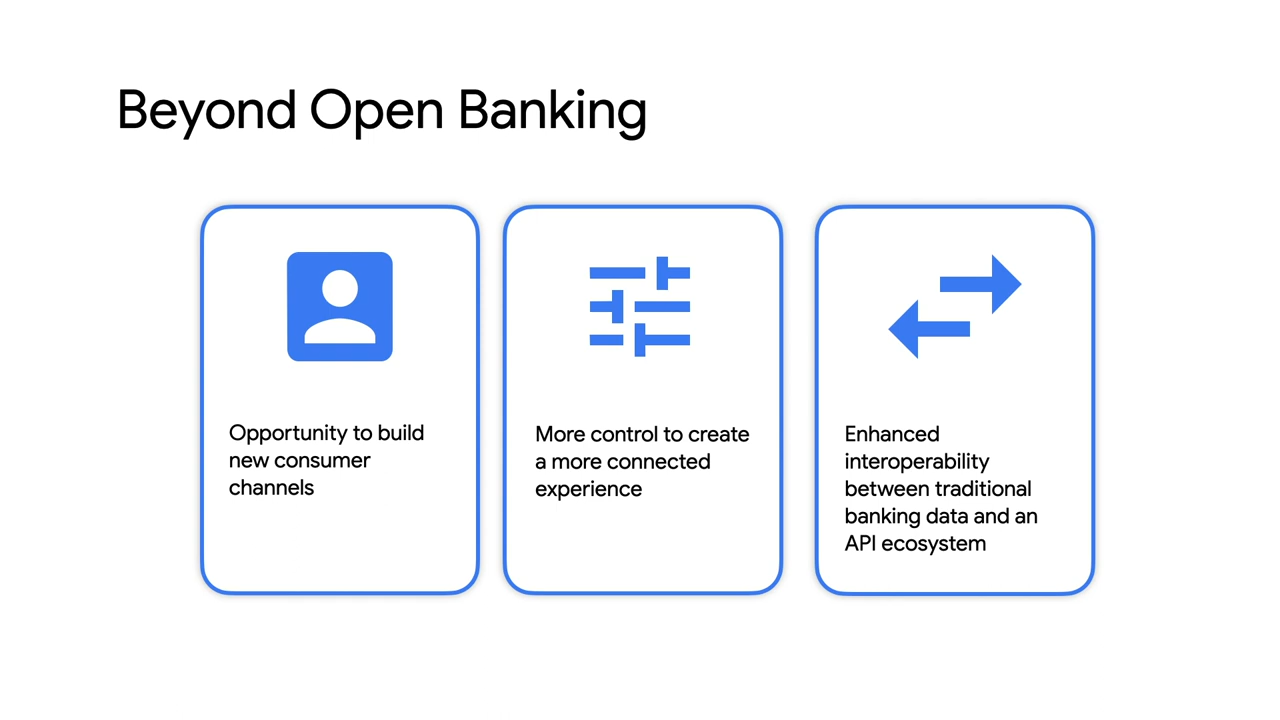 Beyond Open Banking
Opportunity to build
new consumer
channels
More control to create
a more connected
experience
Enhanced
interoperability
between traditional
banking data and an
API ecosystem